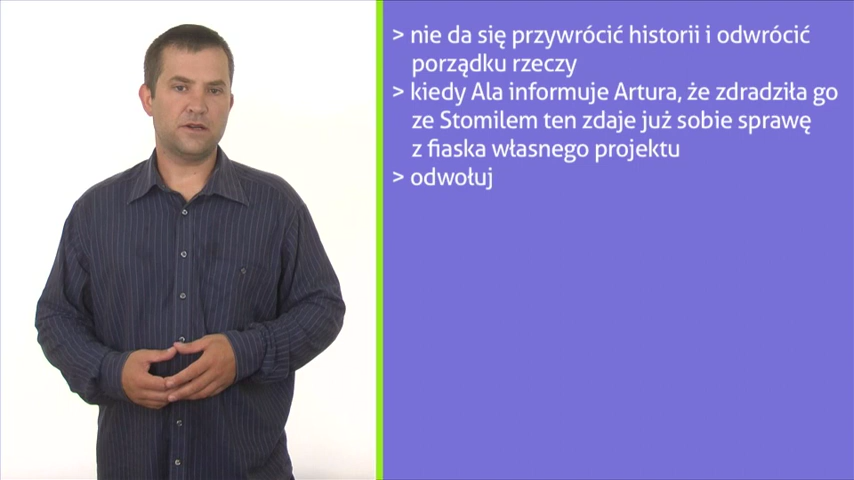 > nie da się przywrócić historii i odwrócić
porządku rzeczy
> kiedy Ala informuje Artura, że zdradziła go
ze Stomilem ten zdaje już sobie sprawę
z fiaska własnego projektu
> odwołuj